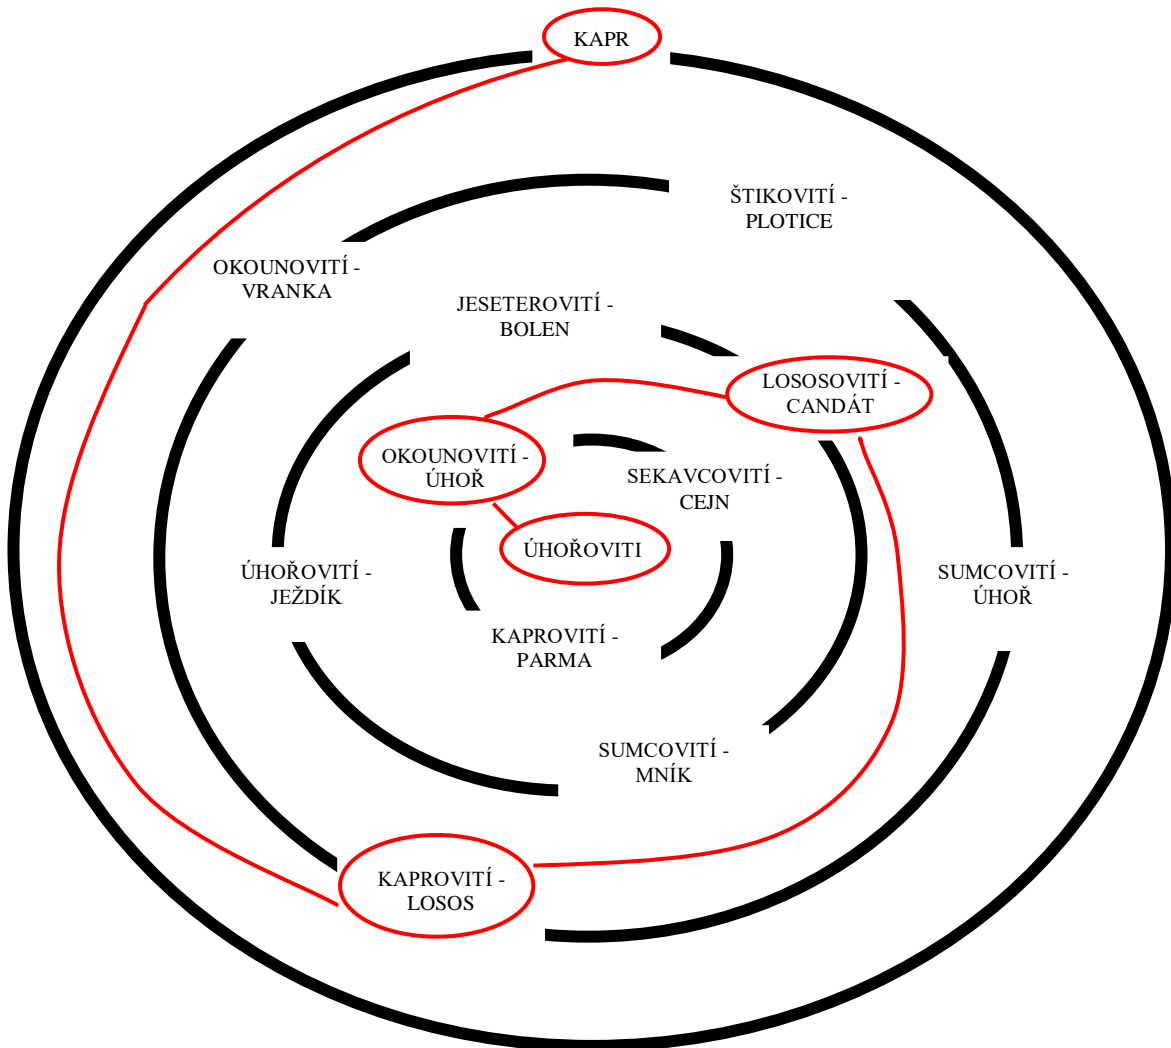 KAPR
ŠTIKOVITÍ -
PLOTICE
OKOUNOVITÍ -
VRANKA
JESETEROVITÍ -
BOLEN
LOSOSOVITÍ -
CANDÁT
OKOUNOVITÍ -
ÚHOŘ
SEKAVCOVITÍ -
CEJN
ÚHOŘOVITI
ÚHOŘOVITÍ -
JEŽDÍK
SUMCOVITÍ -
ÚHOŘ
KAPROVITÍ -
PARMA
SUMCOVITÍ -
MNÍK
KAPROVITÍ -
LOSOS